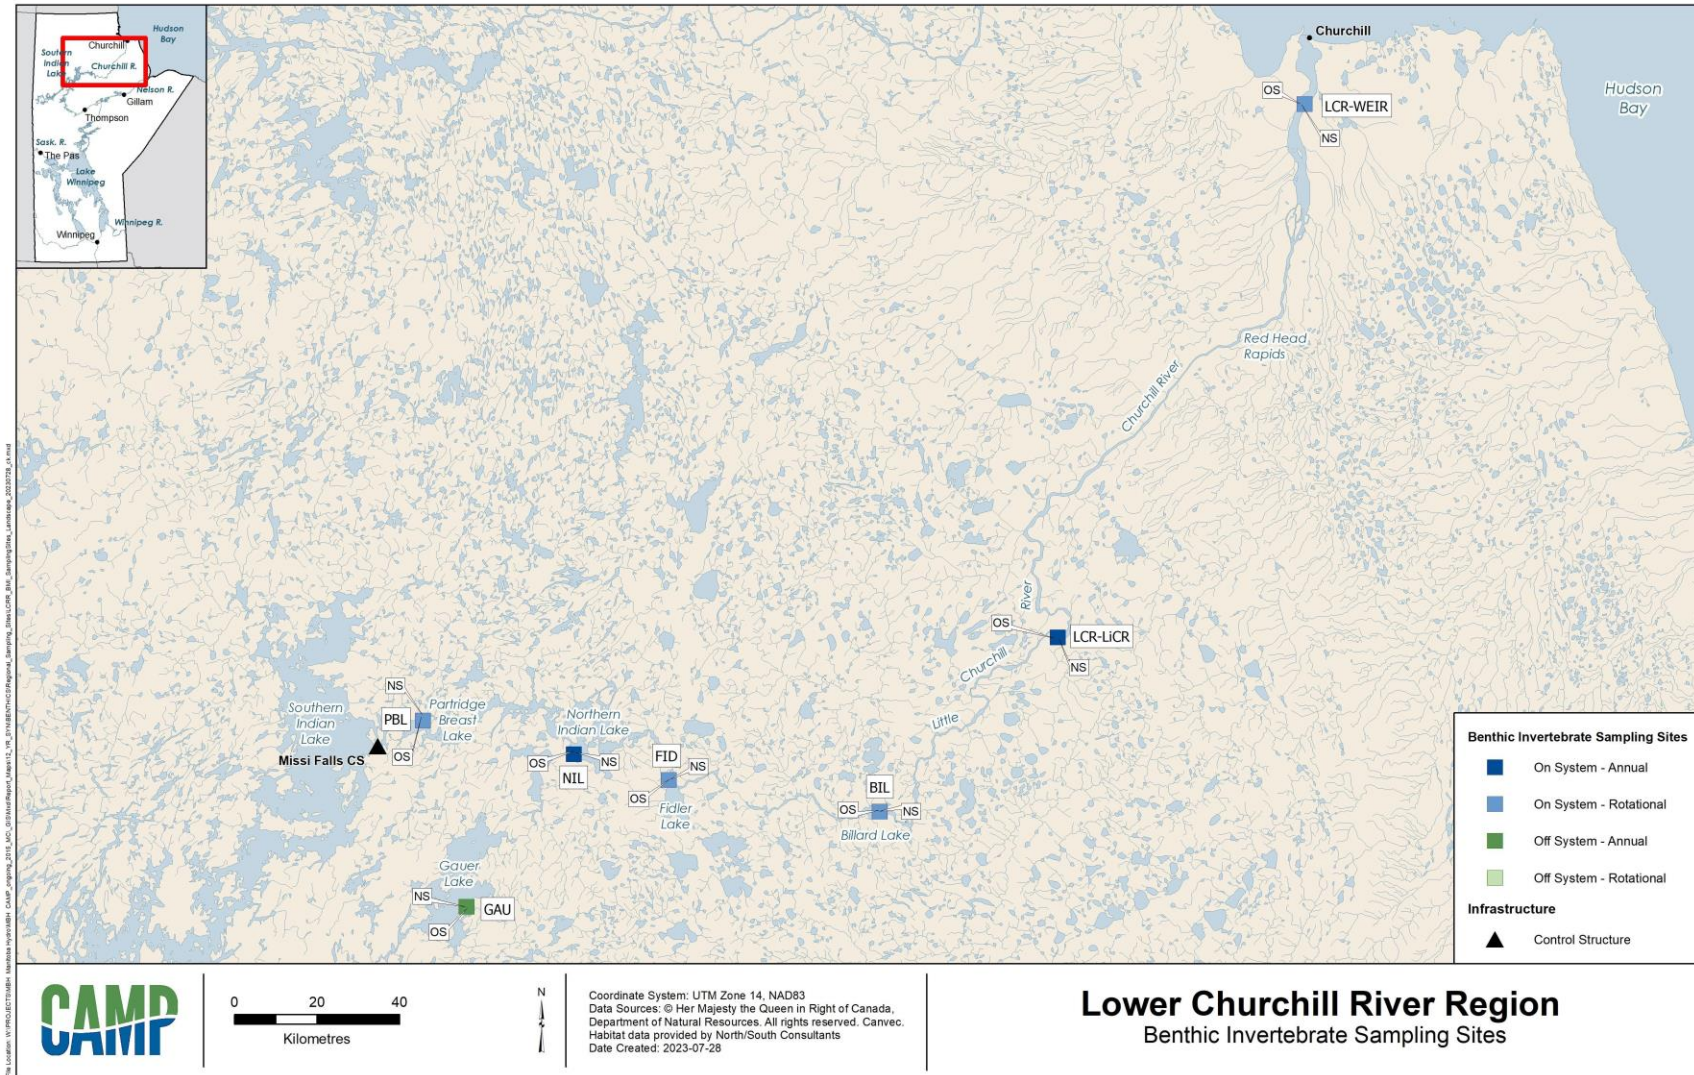 Hudson
Bay
Churchill
Southern
Indian
Lake
Churchill R.
Nelson R.
Gillam
Thompson
Sask. R.
The Pas
Lake
Winnipeg
Winnipeg R.
Winnipeg
Churchill
Hudson
Bay
OS
LCR-WEIR
NS
Red Head
Rapids
Churchill River
River
OS
LCR-LiCR
NS
Churchill
Little
NS
PBL
Partridge
Breast
Lake
OS
Southern
Indian
Lake
Missi Falls CS
Northern
Indian Lake
OS
NS
NIL
FID
NS
OS
Fidler
Lake
BIL
OS
NS
Billard Lake
Gauer
Lake
NS
GAU
OS
Benthic Invertebrate Sampling Sites
On System - Annual
On System - Rotational
Off System - Annual
Off System - Rotational
Infrastructure
Control Structure
CAMP
0 20 40
Kilometres
N
Coordinate System: UTM Zone 14, NAD83
Data Sources: © Her Majesty the Queen in Right of Canada,
Department of Natural Resources. All rights reserved. Canvec.
Habitat data provided by North/South Consultants
Date Created: 2023-07-28
Lower Churchill River Region
Benthic Invertebrate Sampling Sites